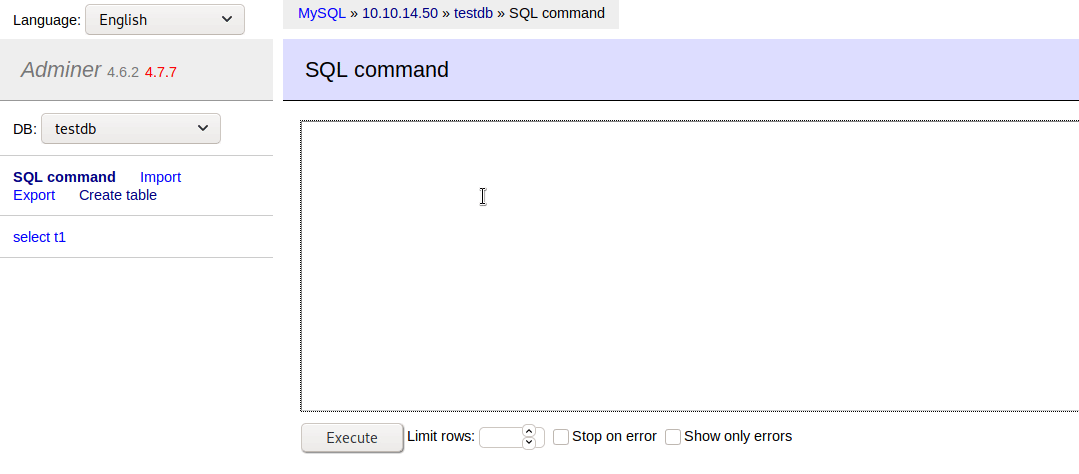 Language: English
MySQL » 10.10.14.50 » testdb » SQL command
Adminer 4.6.2 4.7.7
SQL command
DB: testdb
SQL command Import
Export Create table
select t1
Execute Limit rows: Stop on error Show only errors